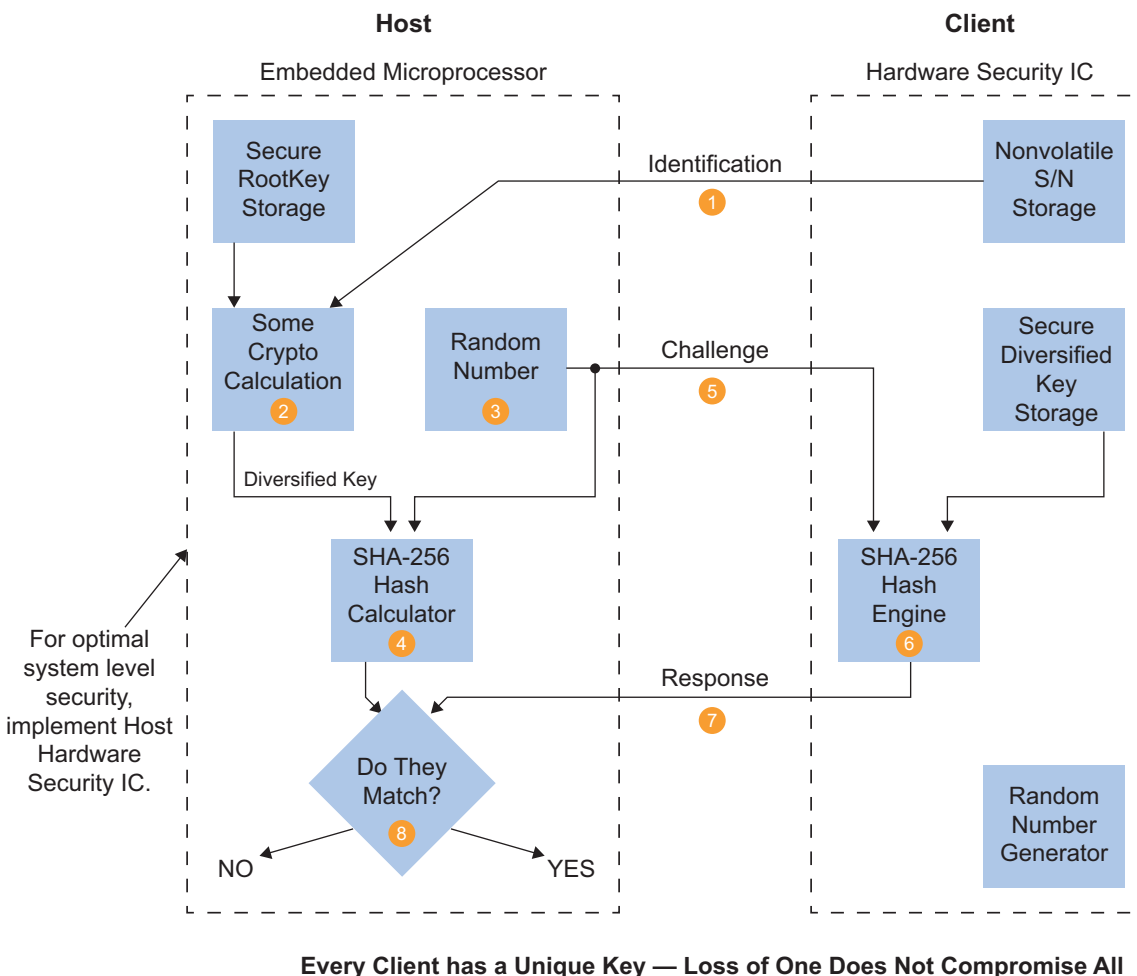 Host
Client
Embedded Microprocessor
Hardware Security IC
Secure
RootKey
Storage
Identification
1
Nonvolatile
S/N
Storage
Some
Crypto
Calculation
2
Random
Number
3
Challenge
5
Secure
Diversified
Key
Storage
Diversified Key
SHA-256
Hash
Calculator
4
SHA-256
Hash
Engine
6
For optimal
system level
security,
implement Host
Hardware
Security IC.
Response
7
Do They
Match?
8
NO
YES
Random
Number
Generator
Every Client has a Unique Key — Loss of One Does Not Compromise All